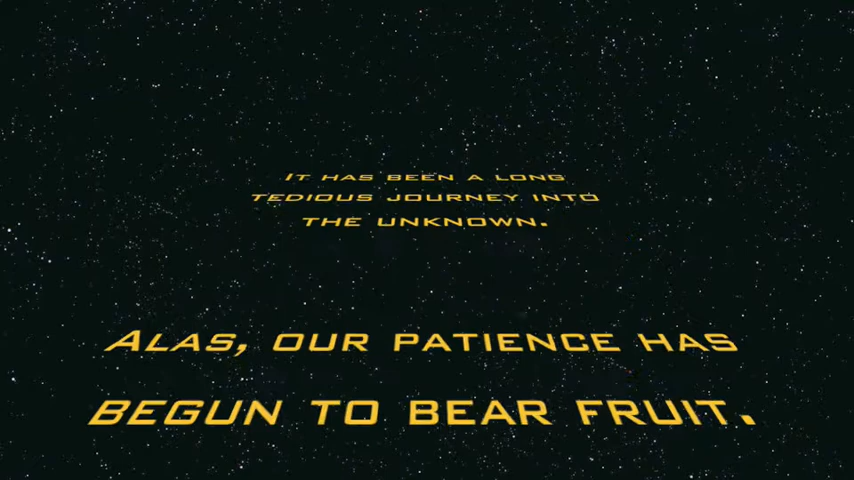 It has been a long
tedious journey into
the unknown.
Alas, our patience has
begun to bear fruit.